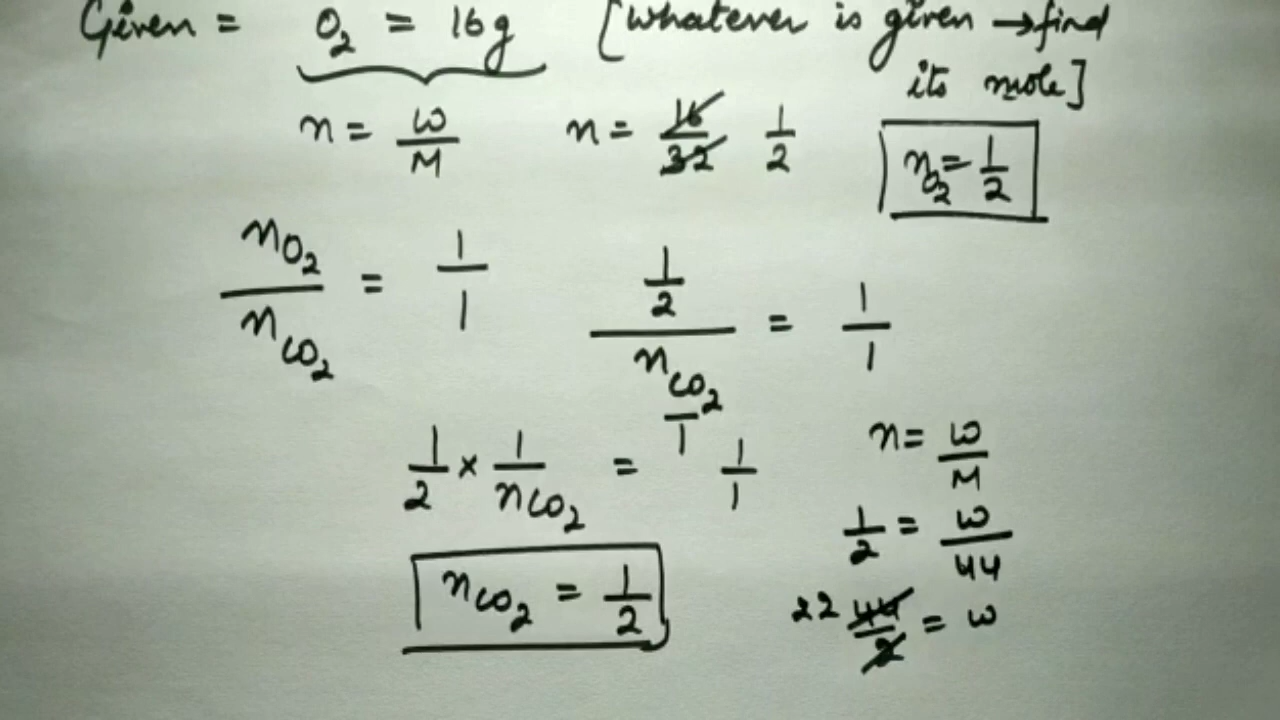 Given = O₂ = 16g [Whatever is given → find
its mole]
n = w/M n = 16/32 1/2 n_O₂ = 1/2
n_O₂/n_CO₂ = 1/1 (1/2)/(n_CO₂/1) = 1/1
1/2 × 1/n_CO₂ = 1/1
n = w/M
1/2 = w/44
n_CO₂ = 1/2
22 44/2 = w